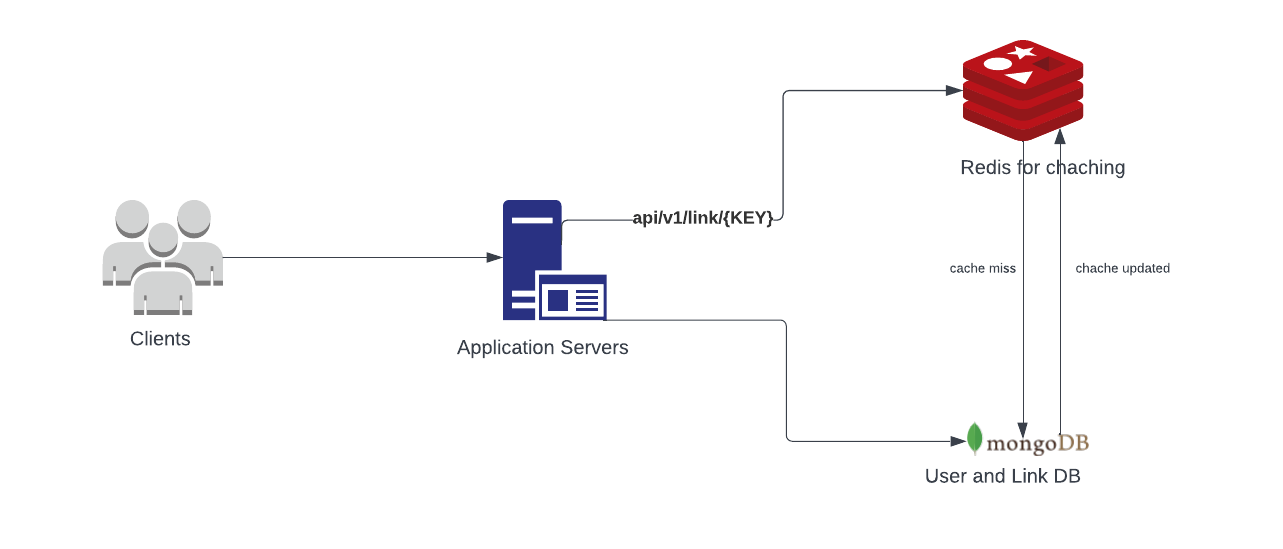 Redis for chaching
api/v1/link/{KEY}
cache miss
chache updated
Clients
Application Servers
mongoDB
User and Link DB